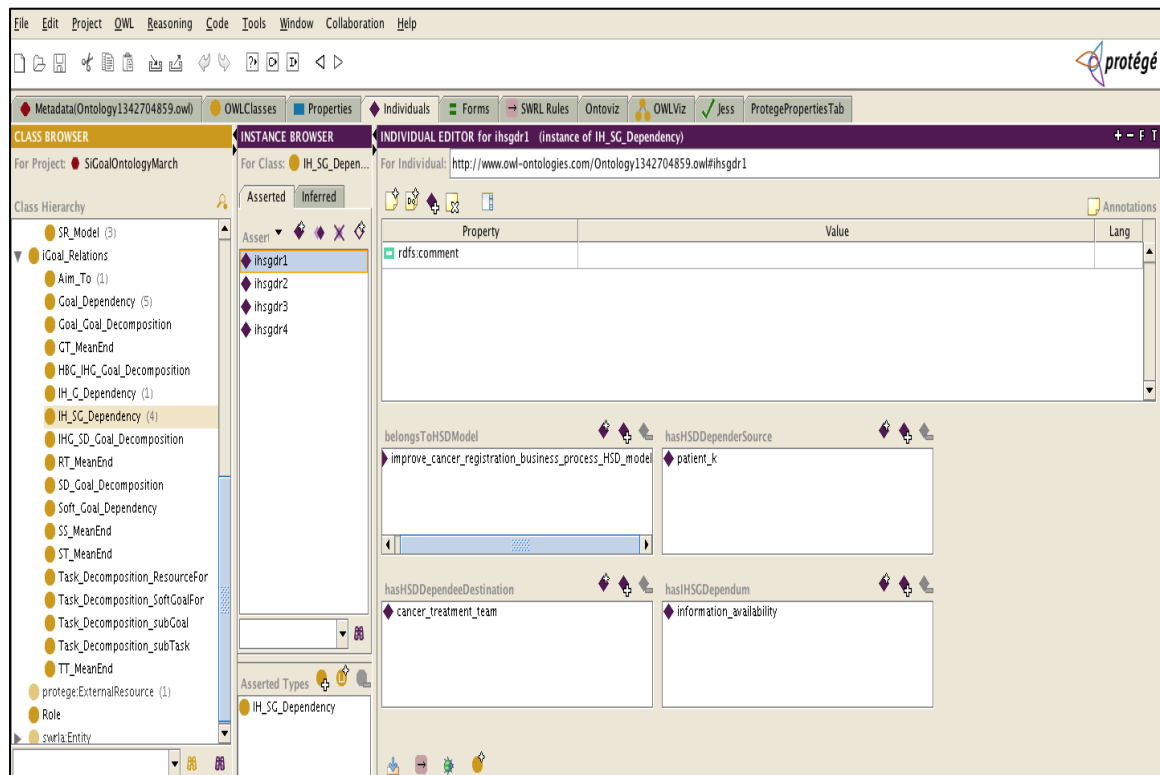 File Edit Project OWL Reasoning Code Tools Window Collaboration Help
protégé
Metadata(Ontology1342704859.owl) OWLClasses Properties Individuals Forms SWRL Rules Ontoviz OWLViz Jess ProtegePropertiesTab
CLASS BROWSER
For Project: SiGoalOntologyMarch
Class Hierarchy
SR_Model (3)
iGoal_Relations
Aim_To (1)
Goal_Dependency (5)
Goal_Goal_Decomposition
GT_MeanEnd
HBG_IHG_Goal_Decomposition
IH_G_Dependency (1)
IH_SG_Dependency (4)
IHG_SD_Goal_Decomposition
RT_MeanEnd
SD_Goal_Decomposition
Soft_Goal_Dependency
SS_MeanEnd
ST_MeanEnd
Task_Decomposition_ResourceFor
Task_Decomposition_SoftGoalFor
Task_Decomposition_subGoal
Task_Decomposition_subTask
TT_MeanEnd
protege:ExternalResource (1)
Role
swrla:Entity
INSTANCE BROWSER
For Class: IH_SG_Depen...
Asserted Inferred
Assert
ihsgdr1
ihsgdr2
ihsgdr3
ihsgdr4
Asserted Types
IH_SG_Dependency
INDIVIDUAL EDITOR for ihsgdr1 (instance of IH_SG_Dependency) + − F T
For Individual: http://www.owl-ontologies.com/Ontology1342704859.owl#ihsgdr1
Annotations
Property Value Lang
rdfs:comment
belongsToHSDModel
improve_cancer_registration_business_process_HSD_model
hasHSDDependerSource
patient_k
hasHSDDependeeDestination
cancer_treatment_team
hasIHSGDependum
information_availability